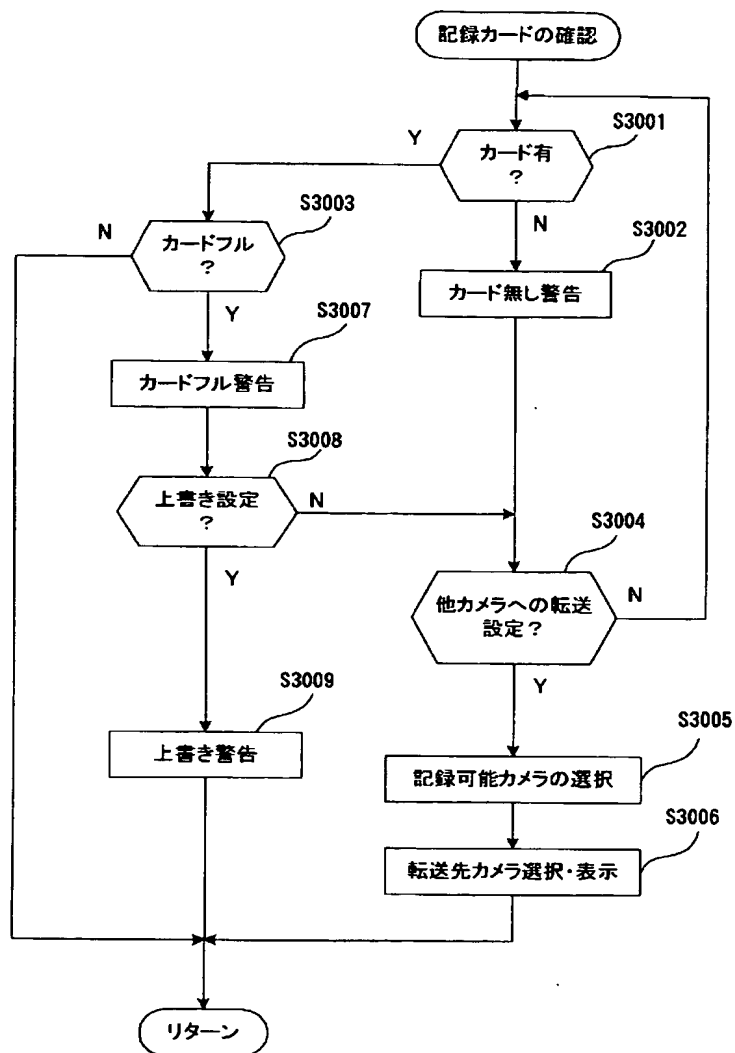 記録カードの確認
S3001
Y
カード有
?
S3003
N
カードフル
?
N
S3002
カード無し警告
Y
S3007
カードフル警告
S3008
上書き設定
?
N
S3004
他カメラへの転送
設定?
N
Y
Y
S3009
上書き警告
S3005
記録可能カメラの選択
S3006
転送先カメラ選択・表示
リターン